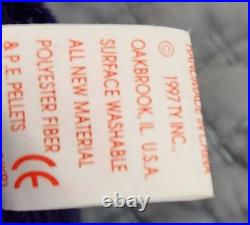 © 1997 TY INC.
OAKBROOK, IL. U.S.A.
SURFACE WASHABLE
ALL NEW MATERIAL
POLYESTER FIBER
& P.E. PELLETS
CE